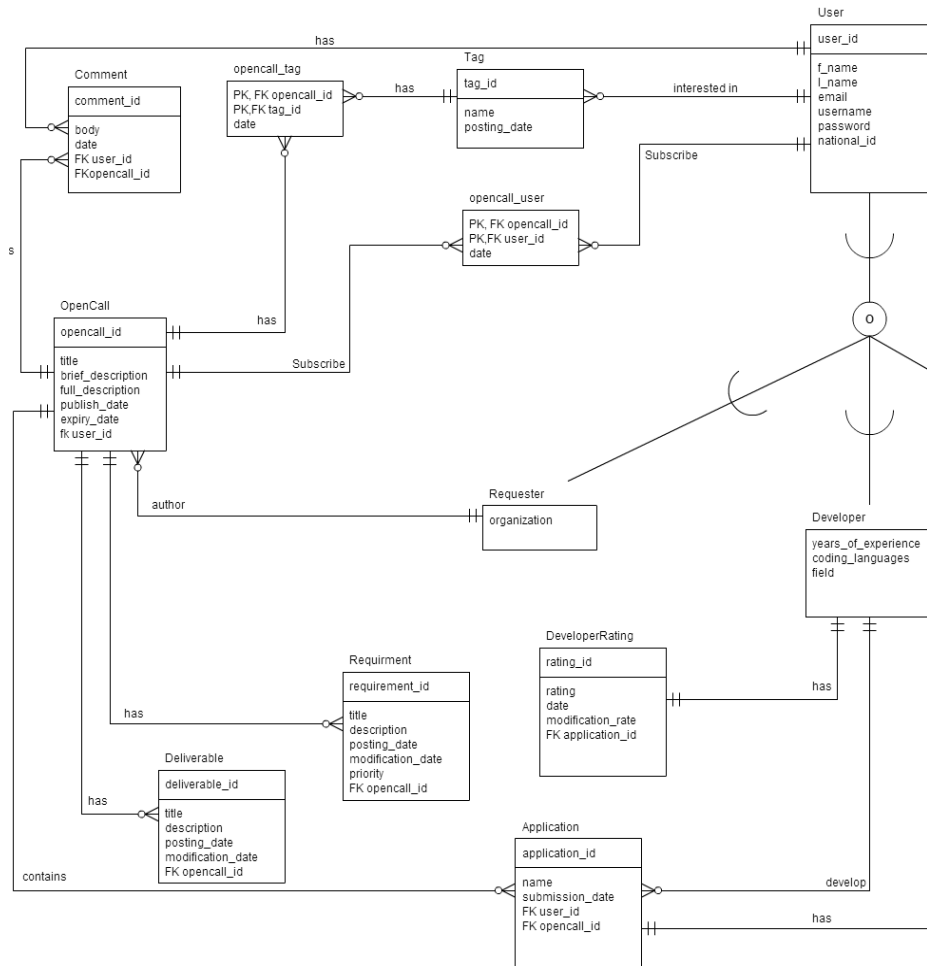 User
user_id
f_name
l_name
email
username
password
national_id
has
Comment
comment_id
body
date
FK user_id
FKopencall_id
opencall_tag
PK, FK opencall_id
PK,FK tag_id
date
has
Tag
tag_id
name
posting_date
interested in
Subscribe
opencall_user
PK, FK opencall_id
PK,FK user_id
date
s
OpenCall
opencall_id
title
brief_description
full_description
publish_date
expiry_date
fk user_id
has
Subscribe
O
author
Requester
organization
Developer
years_of_experience
coding_languages
field
DeveloperRating
rating_id
rating
date
modification_rate
FK application_id
has
Requirment
requirement_id
title
description
posting_date
modification_date
priority
FK opencall_id
has
Deliverable
deliverable_id
title
description
posting_date
modification_date
FK opencall_id
has
contains
Application
application_id
name
submission_date
FK user_id
FK opencall_id
develop
has